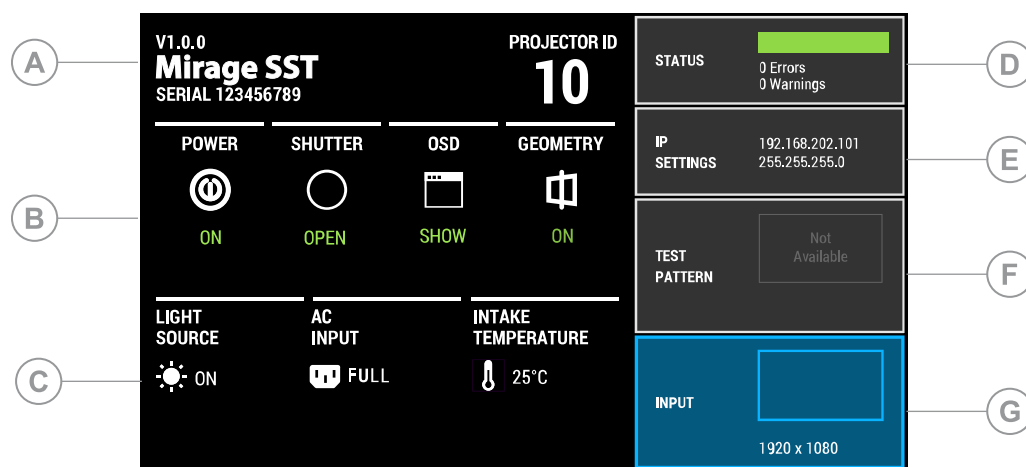 A
V1.0.0
Mirage SST
SERIAL 123456789
PROJECTOR ID
10
B
POWER
ON
SHUTTER
OPEN
OSD
SHOW
GEOMETRY
ON
C
LIGHT
SOURCE
ON
AC
INPUT
FULL
INTAKE
TEMPERATURE
25°C
STATUS
0 Errors
0 Warnings
D
IP
SETTINGS
192.168.202.101
255.255.255.0
E
TEST
PATTERN
Not
Available
F
INPUT
1920 x 1080
G